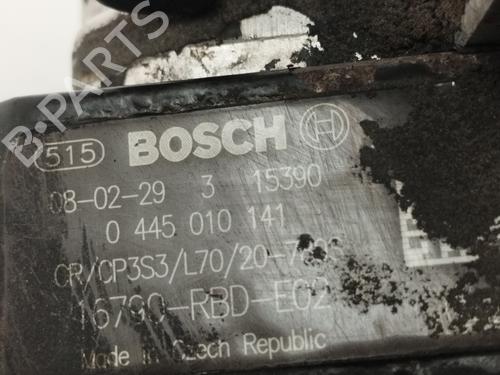 B-PARTS
515 BOSCH
08-02-29 3 15390
0 445 010 141
16790-RBD-E02
Made in Czech Republic